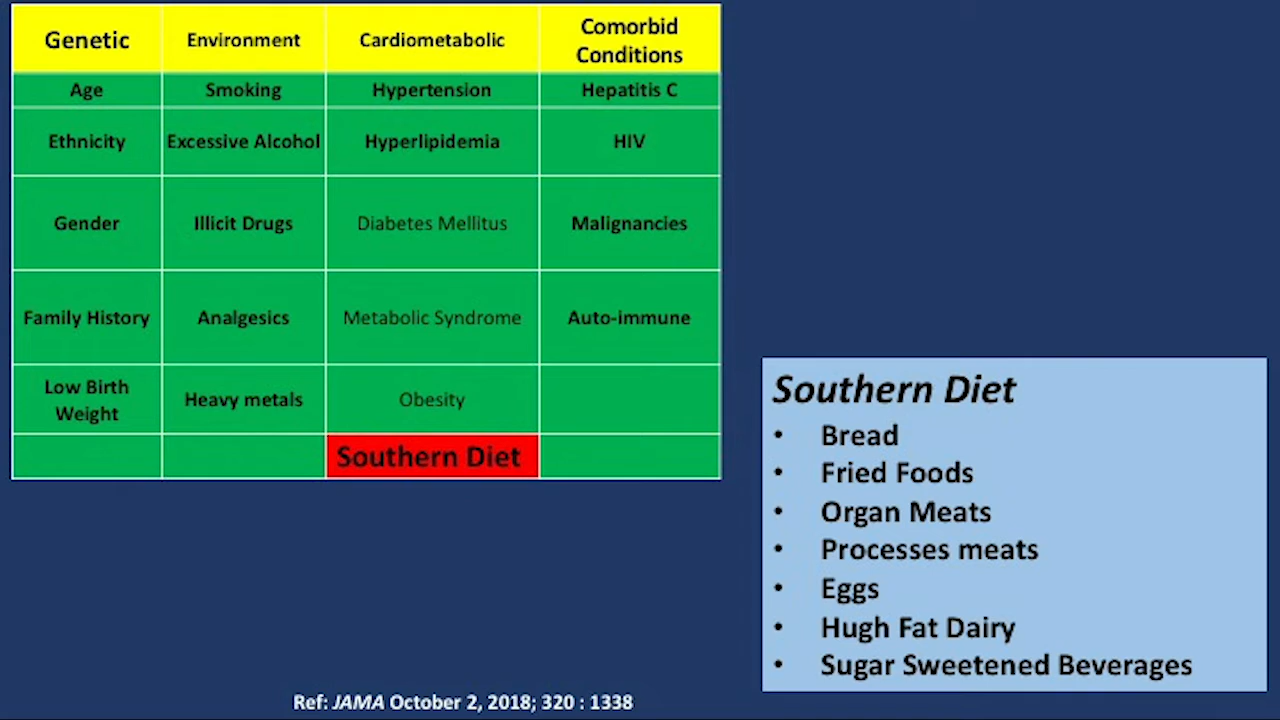 Genetic Environment Cardiometabolic Comorbid Conditions
Age Smoking Hypertension Hepatitis C
Ethnicity Excessive Alcohol Hyperlipidemia HIV
Gender Illicit Drugs Diabetes Mellitus Malignancies
Family History Analgesics Metabolic Syndrome Auto-immune
Low Birth Weight Heavy metals Obesity
Southern Diet
Southern Diet
• Bread
• Fried Foods
• Organ Meats
• Processes meats
• Eggs
• Hugh Fat Dairy
• Sugar Sweetened Beverages
Ref: JAMA October 2, 2018; 320 : 1338